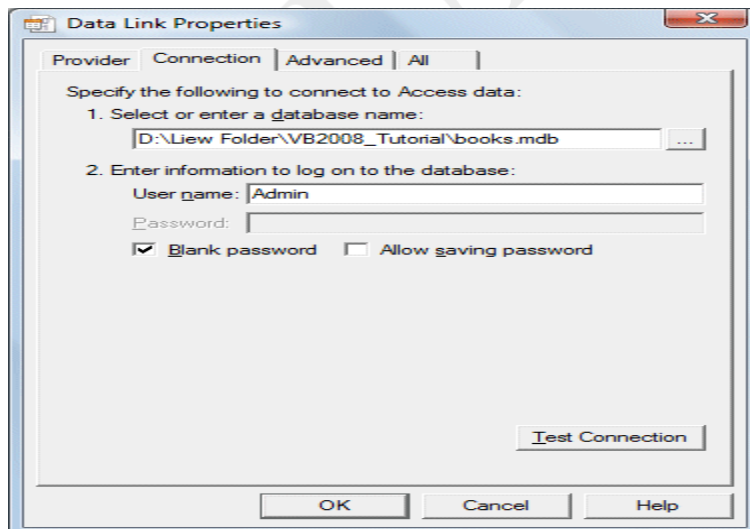 Data Link Properties
Provider Connection Advanced All
Specify the following to connect to Access data:
1. Select or enter a database name:
D:\Liew Folder\VB2008_Tutorial\books.mdb ...
2. Enter information to log on to the database:
User name: Admin
Password:
Blank password Allow saving password
Test Connection
OK Cancel Help